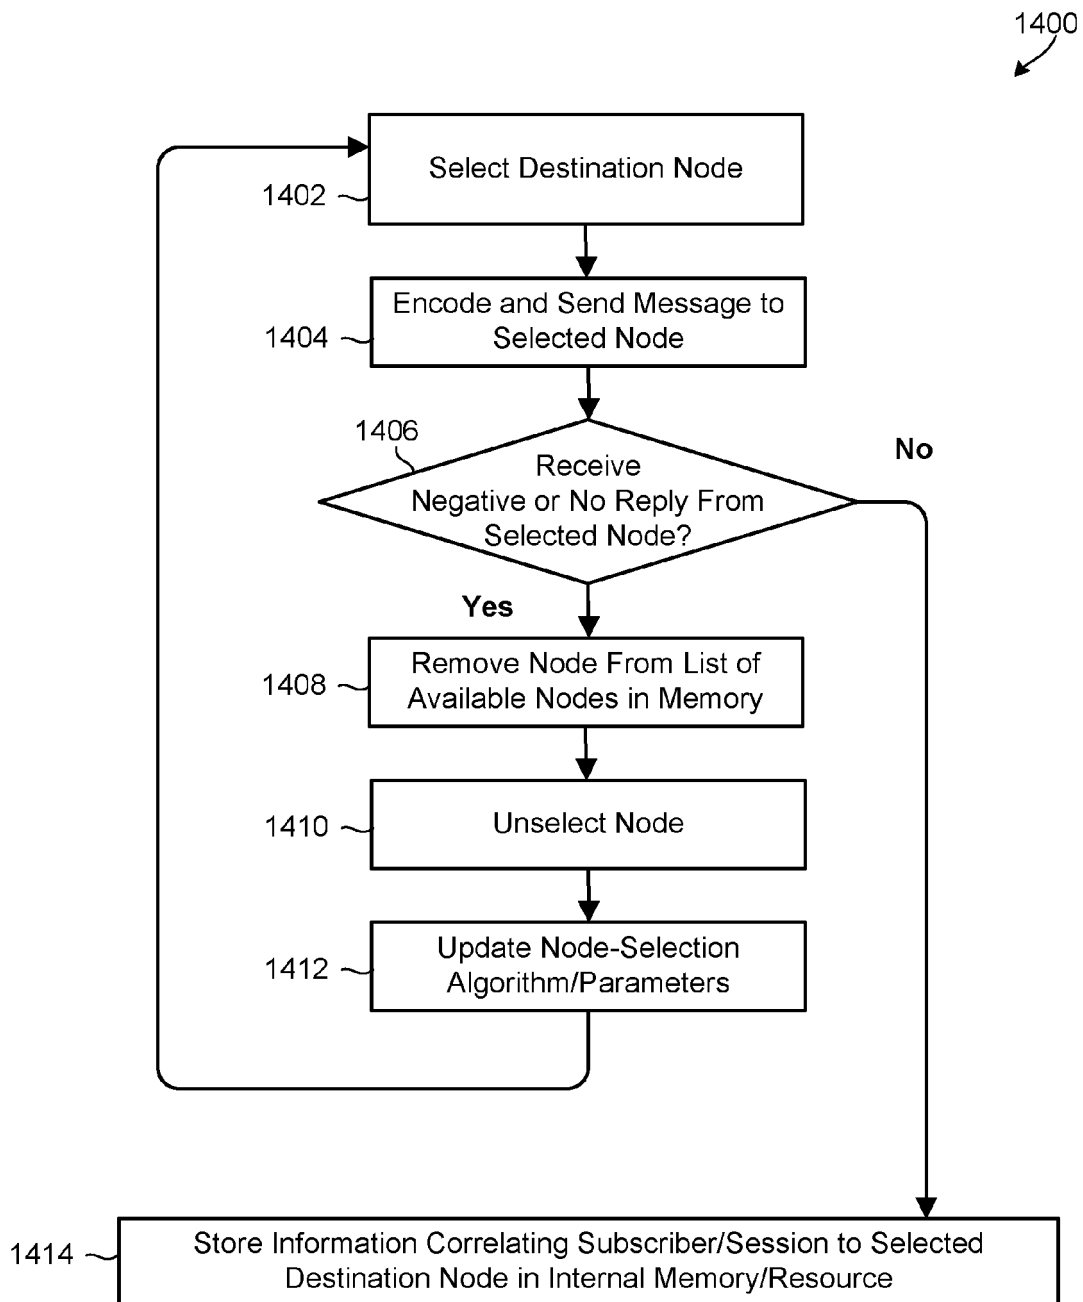 1400
Select Destination Node
1402
Encode and Send Message to
Selected Node
1404
1406
Receive
Negative or No Reply From
Selected Node?
No
Yes
Remove Node From List of
Available Nodes in Memory
1408
Unselect Node
1410
Update Node-Selection
Algorithm/Parameters
1412
Store Information Correlating Subscriber/Session to Selected
Destination Node in Internal Memory/Resource
1414